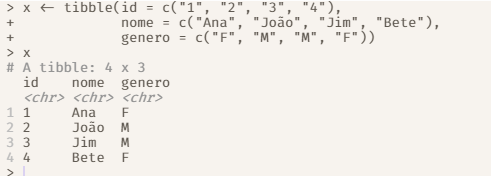 > x <- tibble(id = c("1", "2", "3", "4"),
+             nome = c("Ana", "João", "Jim", "Bete"),
+             genero = c("F", "M", "M", "F"))
> x
# A tibble: 4 x 3
  id    nome  genero
  <chr> <chr> <chr>
1 1     Ana   F
2 2     João  M
3 3     Jim   M
4 4     Bete  F
>